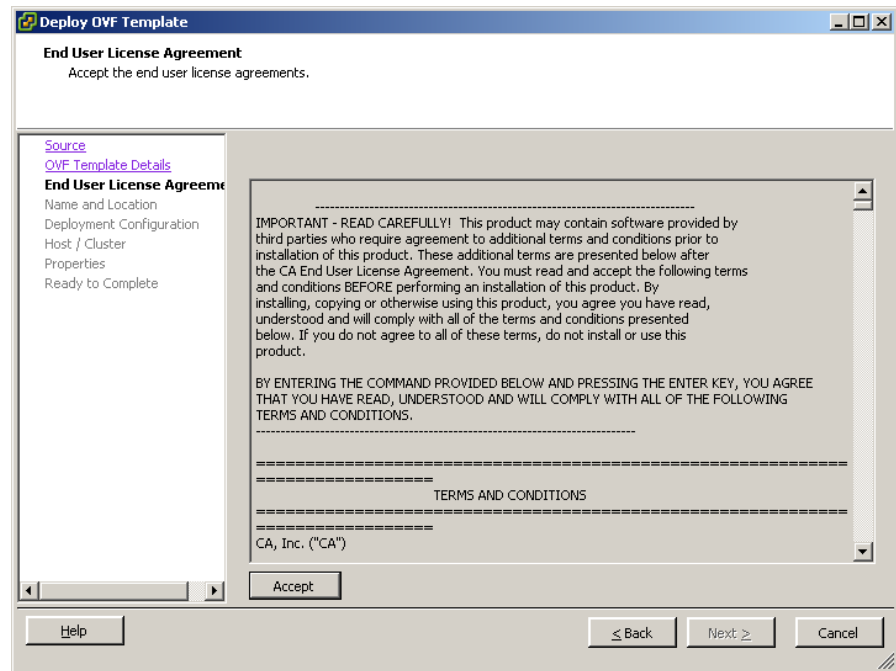 Deploy OVF Template
End User License Agreement
Accept the end user license agreements.
Source
OVF Template Details
End User License Agreeme
Name and Location
Deployment Configuration
Host / Cluster
Properties
Ready to Complete
------------------------------------------------------------------------------
IMPORTANT - READ CAREFULLY!  This product may contain software provided by
third parties who require agreement to additional terms and conditions prior to
installation of this product. These additional terms are presented below after
the CA End User License Agreement. You must read and accept the following terms
and conditions BEFORE performing an installation of this product. By
installing, copying or otherwise using this product, you agree you have read,
understood and will comply with all of the terms and conditions presented
below. If you do not agree to all of these terms, do not install or use this
product.
BY ENTERING THE COMMAND PROVIDED BELOW AND PRESSING THE ENTER KEY, YOU AGREE
THAT YOU HAVE READ, UNDERSTOOD AND WILL COMPLY WITH ALL OF THE FOLLOWING
TERMS AND CONDITIONS.
------------------------------------------------------------------------------
============================================================
==================
TERMS AND CONDITIONS
============================================================
==================
CA, Inc. ("CA")
Accept
Help
< Back
Next >
Cancel